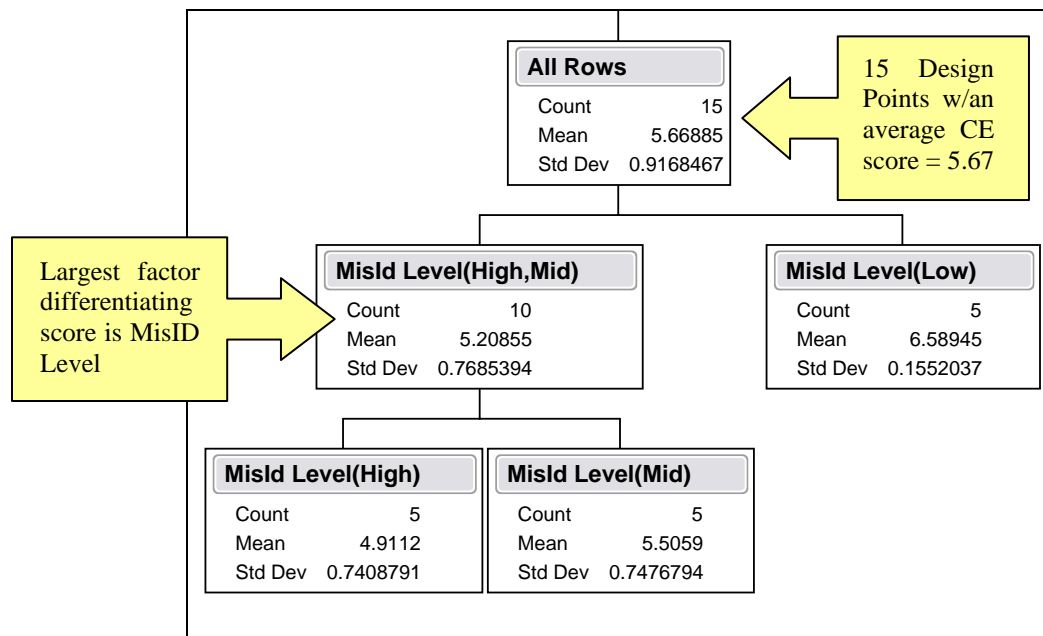 All Rows
Count 15
Mean 5.66885
Std Dev 0.9168467
15 Design
Points w/an
average CE
score = 5.67
Largest factor
differentiating
score is MisID
Level
MisId Level(High,Mid)
Count 10
Mean 5.20855
Std Dev 0.7685394
MisId Level(Low)
Count 5
Mean 6.58945
Std Dev 0.1552037
MisId Level(High)
Count 5
Mean 4.9112
Std Dev 0.7408791
MisId Level(Mid)
Count 5
Mean 5.5059
Std Dev 0.7476794